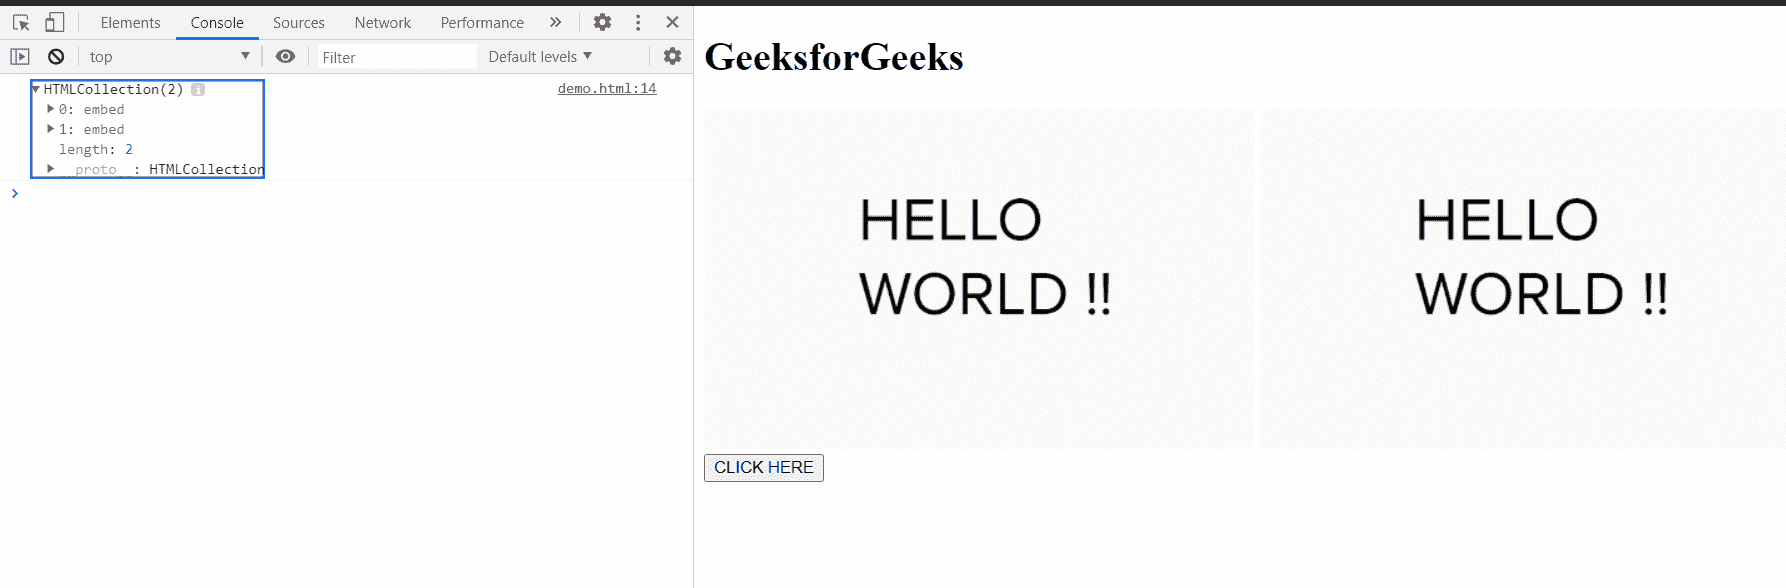 Elements Console Sources Network Performance »
top Filter Default levels
HTMLCollection(2) i demo.html:14
0: embed
1: embed
length: 2
__proto__: HTMLCollection
>
GeeksforGeeks
HELLO
WORLD !!
HELLO
WORLD !!
CLICK HERE